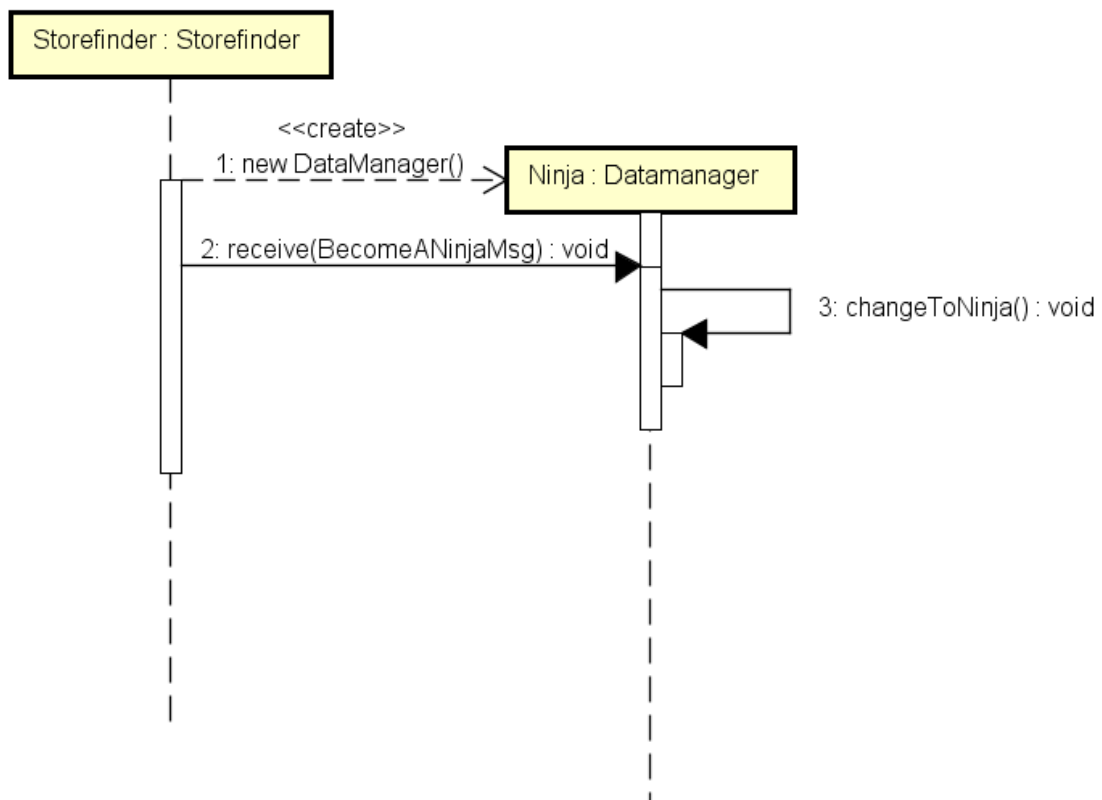 Storefinder : Storefinder
<<create>>
1: new DataManager()
Ninja : Datamanager
2: receive(BecomeANinjaMsg) : void
3: changeToNinja() : void